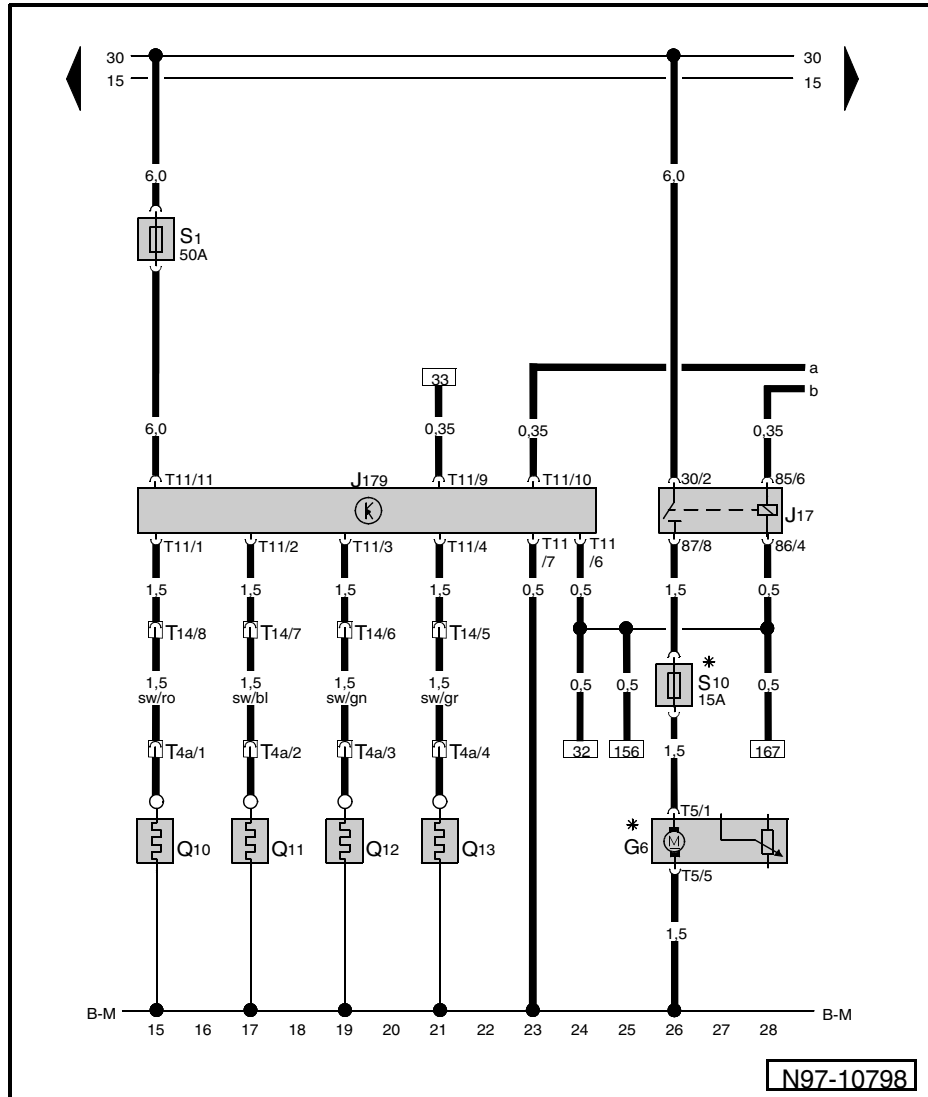 30 30
15 15
6,0 6,0
S1
50A
a
33
b
6,0 0,35 0,35 0,35
T11/11 J179 T11/9 T11/10 30/2 85/6
J17
T11/1 T11/2 T11/3 T11/4 T11 /7 T11 /6 87/8 86/4
1,5 1,5 1,5 1,5 0,5 0,5 1,5 0,5
T14/8 T14/7 T14/6 T14/5
*
1,5 1,5 1,5 1,5 0,5 0,5 S10 0,5
sw/ro sw/bl sw/gn sw/gr 15A
T4a/1 T4a/2 T4a/3 T4a/4 32 156 1,5 167
T5/1
*
Q10 Q11 Q12 Q13 G6 M
T5/5
1,5
B-M B-M
15 16 17 18 19 20 21 22 23 24 25 26 27 28
N97-10798